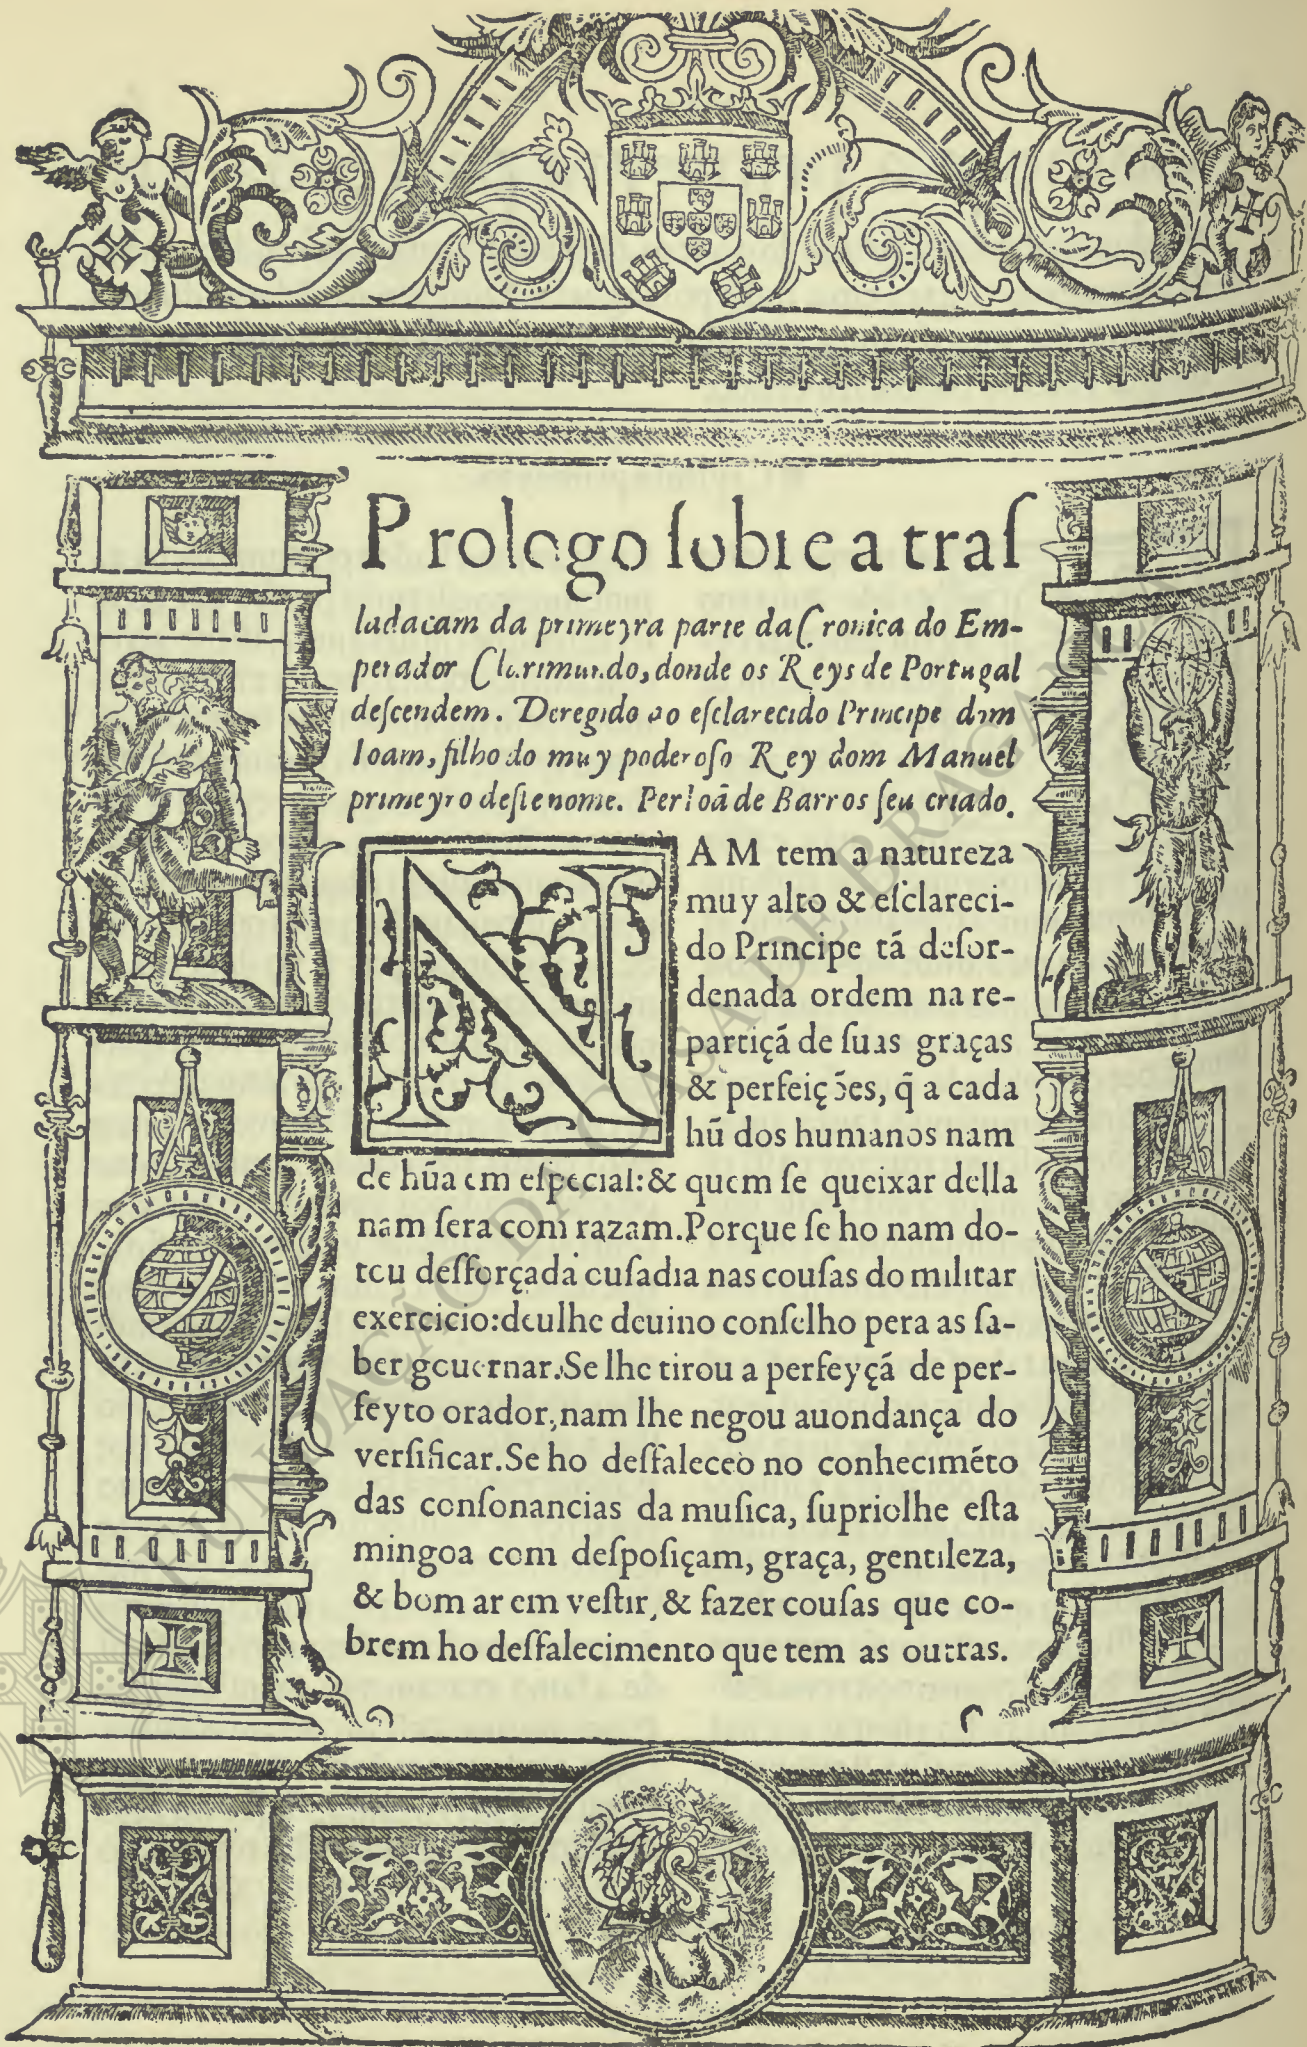 Prologo ſobre a traſ
ladacam da primeyra parte da Cronica do Em-
perador Clarimundo, donde os Reys de Portugal
deſcendem. Deregido ao eſclarecido Principe dom
Ioam, filho do muy poderoſo Rey dom Manuel
primeyro deſte nome. Per Ioã de Barros ſeu criado.
NAM tem a natureza
muy alto & eſclareci-
do Principe tã deſor-
denada ordem na re-
partiçã de ſuas graças
& perfeições, q̃ a cada
hũ dos humanos nam
de hũa em eſpecial: & quem ſe queixar della
nam ſera com razam. Porque ſe ho nam do-
tou deſforçada ouſadia nas couſas do militar
exercicio: deulhe deuino conſelho pera as ſa-
ber gouernar. Se lhe tirou a perfeyçã de per-
feyto orador, nam lhe negou auondança do
verſificar. Se ho desfaleceo no conhecimẽto
das conſonancias da muſica, ſupriolhe eſta
mingoa com deſpoſiçam, graça, gentileza,
& bom ar em veſtir, & fazer couſas que co-
brem ho deſfalecimento que tem as outras.
FUNDAÇÃO DA CASA DE BRAGANÇA